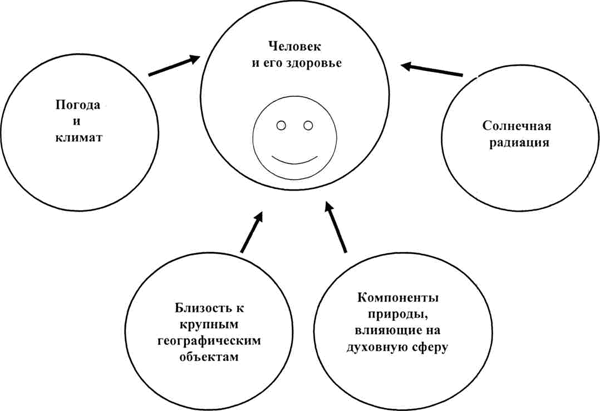 Человек
и его здоровье
Погода
и
климат
Солнечная
радиация
Близость к
крупным
географическим
объектам
Компоненты
природы,
влияющие на
духовную сферу